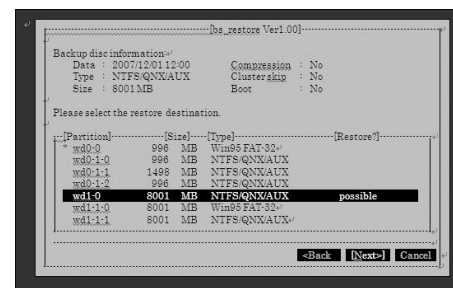 [bs_restore Ver1.00]
Backup disc information:
Data : 2007/12/01 12:00 Compression : No
Type : NTFS/QNX/AUX Cluster skip : No
Size : 8001 MB Boot : No
Please select the restore destination.
[Partition] [Size] [Type] [Restore?]
* wd0-0 996 MB Win95 FAT-32
wd0-1-0 996 MB NTFS/QNX/AUX
wd0-1-1 1498 MB NTFS/QNX/AUX
wd0-1-2 996 MB NTFS/QNX/AUX
wd1-0 8001 MB NTFS/QNX/AUX possible
wd1-1-0 8001 MB Win95 FAT-32
wd1-1-1 8001 MB NTFS/QNX/AUX
<Back [Next>] Cancel